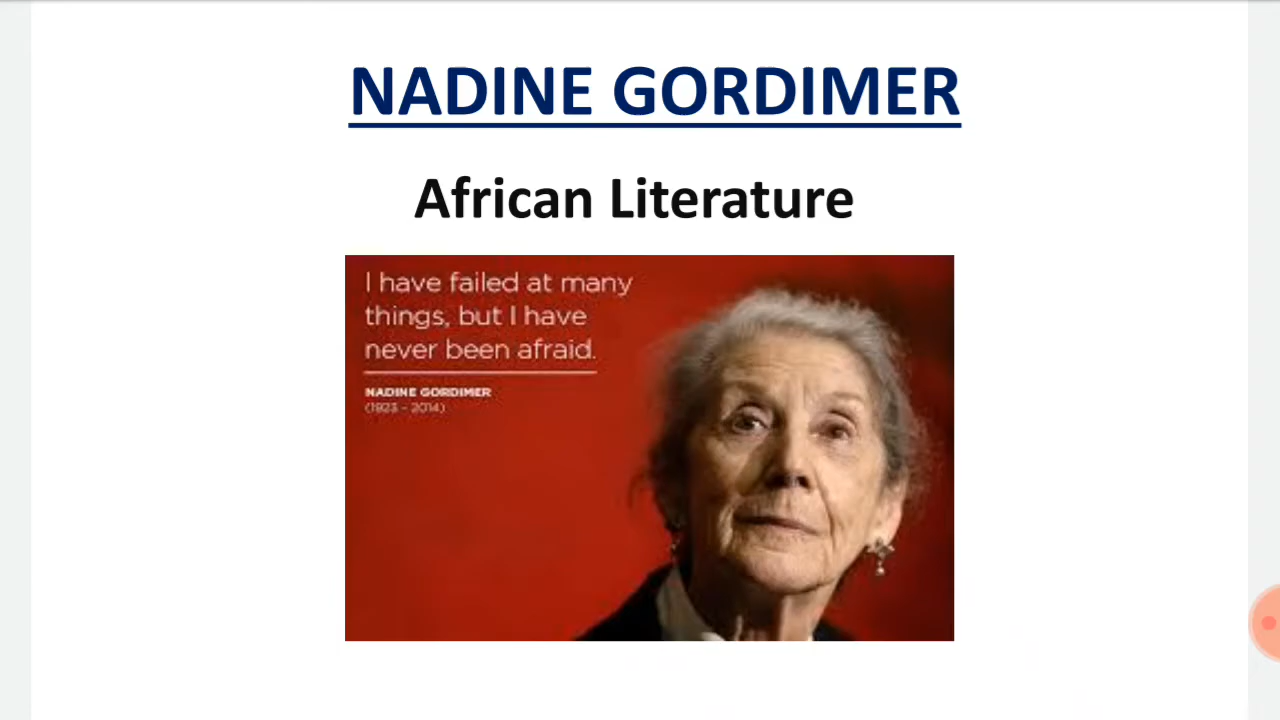 NADINE GORDIMER
African Literature
I have failed at many
things, but I have
never been afraid.
NADINE GORDIMER
(1923 - 2014)